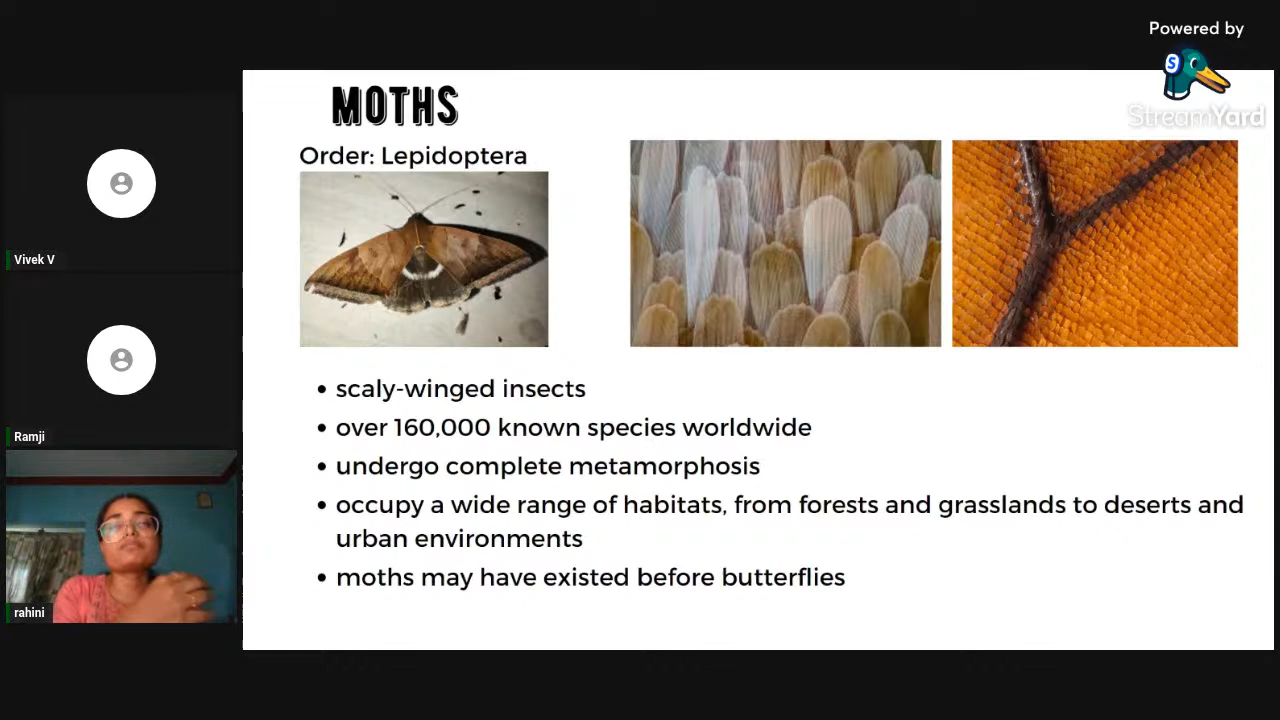 Powered by
S
StreamYard
MOTHS
Order: Lepidoptera
• scaly-winged insects
• over 160,000 known species worldwide
• undergo complete metamorphosis
• occupy a wide range of habitats, from forests and grasslands to deserts and
urban environments
• moths may have existed before butterflies
Vivek V
Ramji
rahini